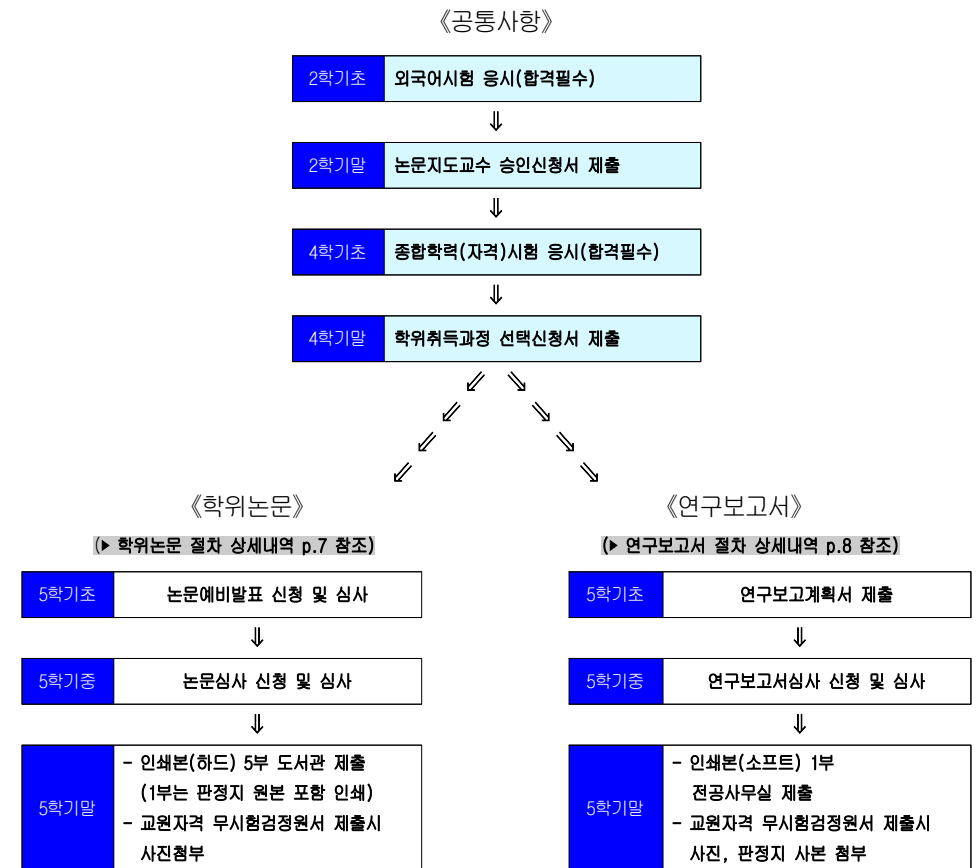 《공통사항》
2학기초 외국어시험 응시(합격필수)
⇓
2학기말 논문지도교수 승인신청서 제출
⇓
4학기초 종합학력(자격)시험 응시(합격필수)
⇓
4학기말 학위취득과정 선택신청서 제출
《학위논문》
(▶ 학위논문 절차 상세내역 p.7 참조)
5학기초 논문예비발표 신청 및 심사
⇓
5학기중 논문심사 신청 및 심사
⇓
5학기말
- 인쇄본(하드) 5부 도서관 제출
(1부는 판정지 원본 포함 인쇄)
- 교원자격 무시험검정원서 제출시
사진첨부
《연구보고서》
(▶ 연구보고서 절차 상세내역 p.8 참조)
5학기초 연구보고계획서 제출
⇓
5학기중 연구보고서심사 신청 및 심사
⇓
5학기말
- 인쇄본(소프트) 1부
전공사무실 제출
- 교원자격 무시험검정원서 제출시
사진, 판정지 사본 첨부